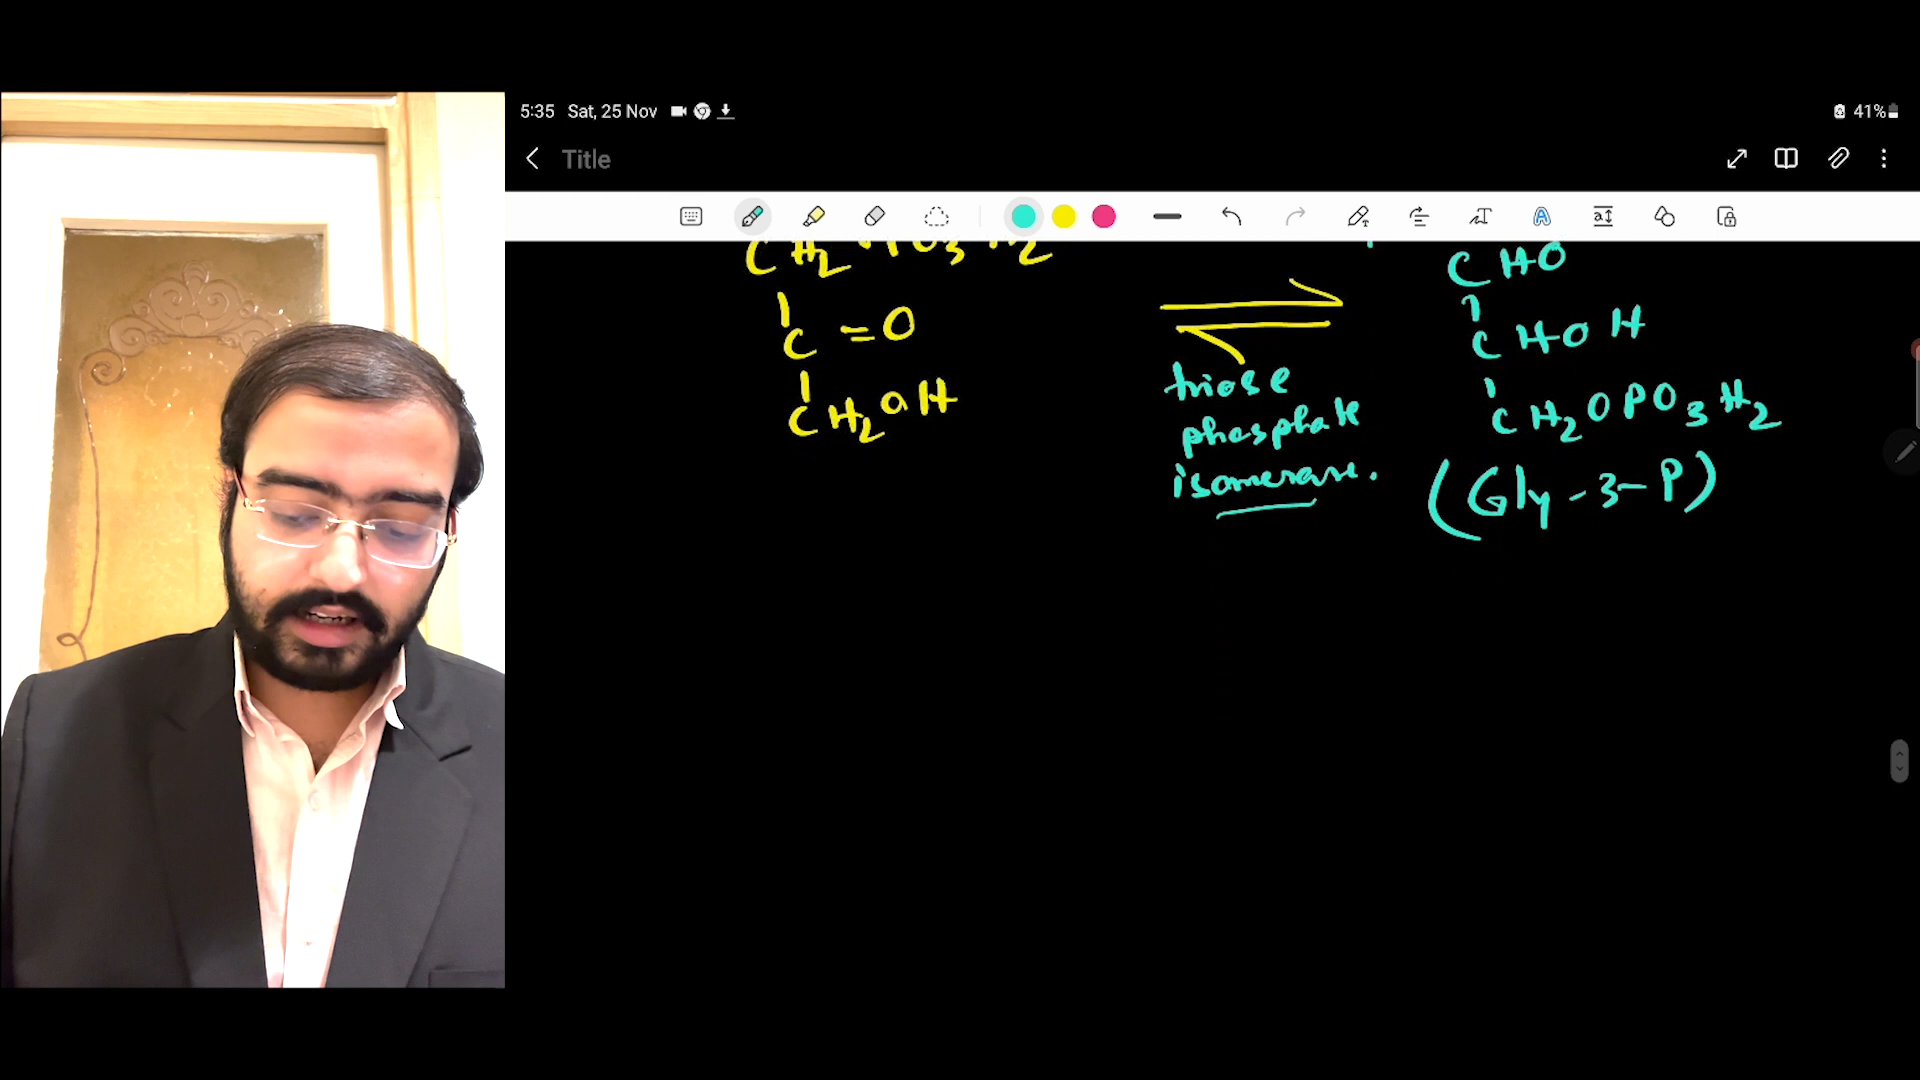 5:35 Sat, 25 Nov
41%
Title
C=O
CH2OH
triose
phosphate
isomerase.
CHO
CHOH
CH2OPO3H2
(Gly-3-P)